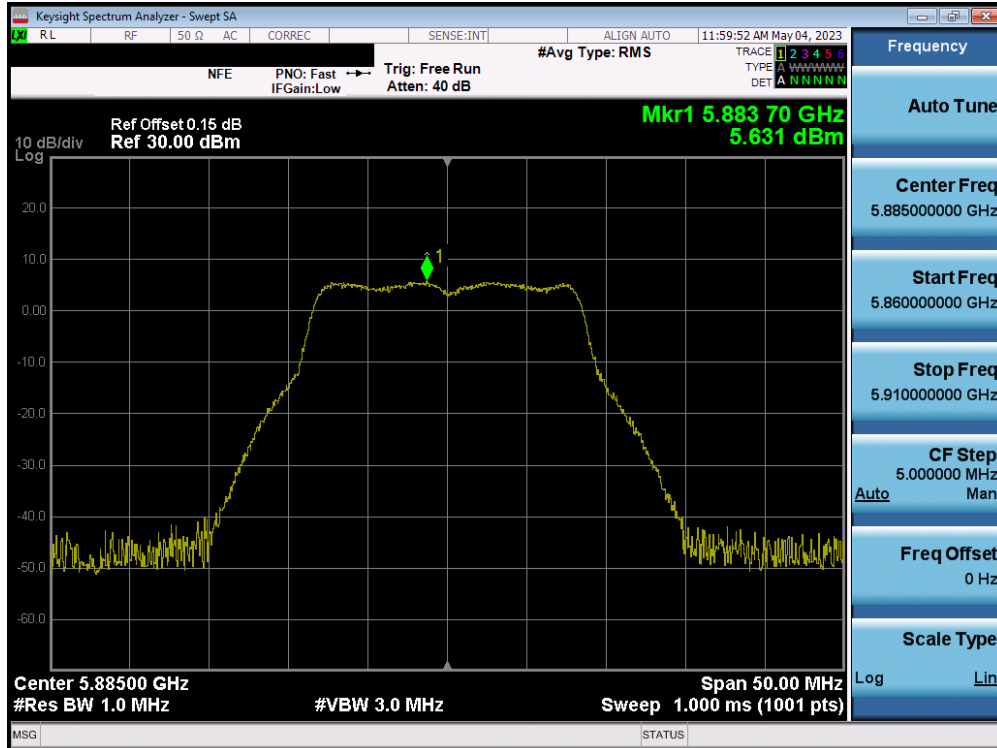 Keysight Spectrum Analyzer - Swept SA
LXI RL RF 50 Ω AC CORREC SENSE:INT ALIGN AUTO 11:59:52 AM May 04, 2023
NFE PNO: Fast IFGain:Low Trig: Free Run Atten: 40 dB #Avg Type: RMS
TRACE 1 2 3 4 5 6
TYPE A WWWWW
DET A N N N N N
Mkr1 5.883 70 GHz
5.631 dBm
Ref Offset 0.15 dB
10 dB/div Ref 30.00 dBm
Log
20.0
10.0
1
0.00
-10.0
-20.0
-30.0
-40.0
-50.0
-60.0
Center 5.88500 GHz Span 50.00 MHz
#Res BW 1.0 MHz #VBW 3.0 MHz Sweep 1.000 ms (1001 pts)
MSG STATUS
Frequency
Auto Tune
Center Freq
5.885000000 GHz
Start Freq
5.860000000 GHz
Stop Freq
5.910000000 GHz
CF Step
5.000000 MHz
Auto Man
Freq Offset
0 Hz
Scale Type
Log Lin